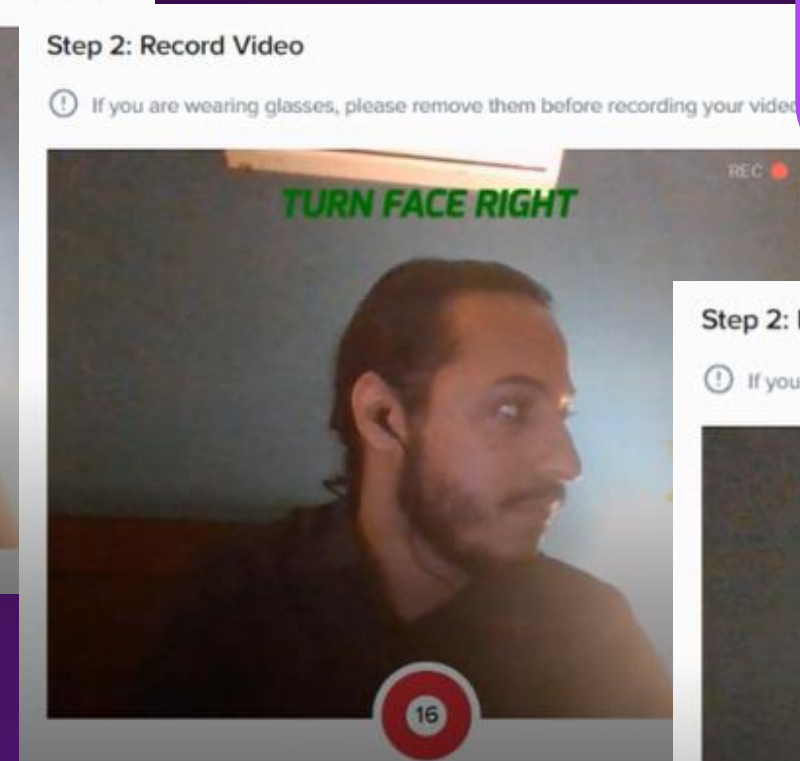 Step 2: Record Video
If you are wearing glasses, please remove them before recording your video
REC
TURN FACE RIGHT
16
Step 2:
If you